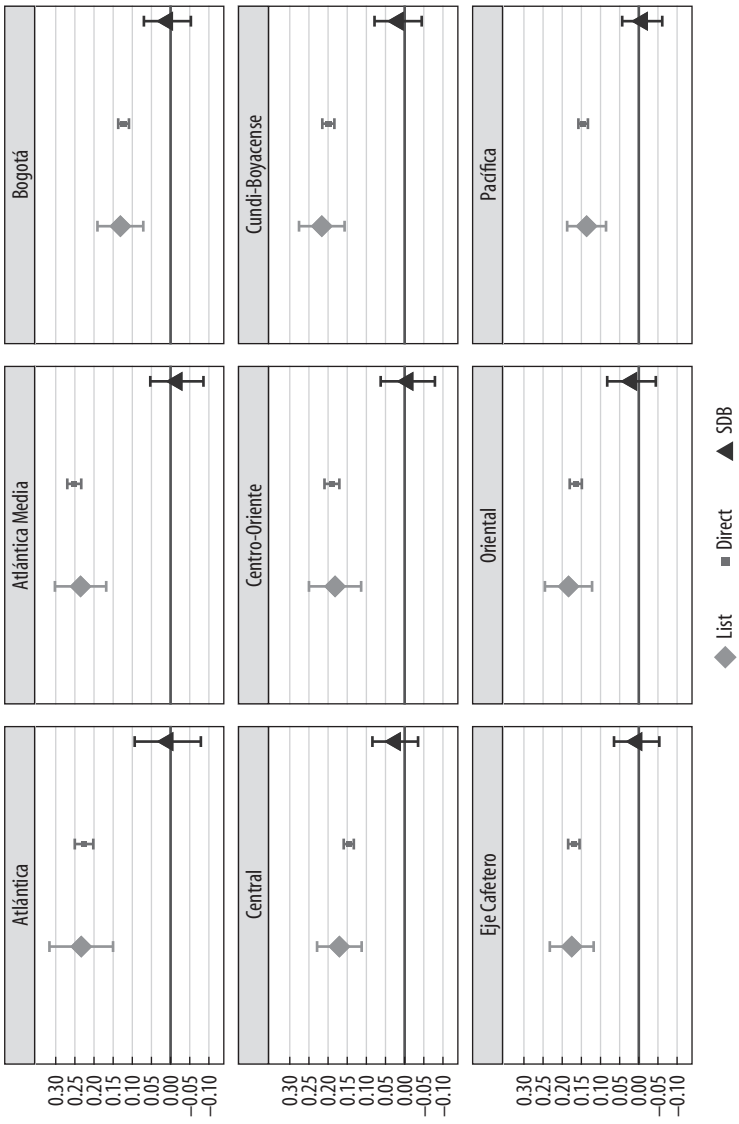 Atlántica
Atlántica Media
Bogotá
0.30
0.25
0.20
0.15
0.10
0.05
0.00
−0.05
−0.10
Central
Centro-Oriente
Cundi-Boyacense
0.30
0.25
0.20
0.15
0.10
0.05
0.00
−0.05
−0.10
Eje Cafetero
Oriental
Pacífica
0.30
0.25
0.20
0.15
0.10
0.05
0.00
−0.05
−0.10
List Direct SDB